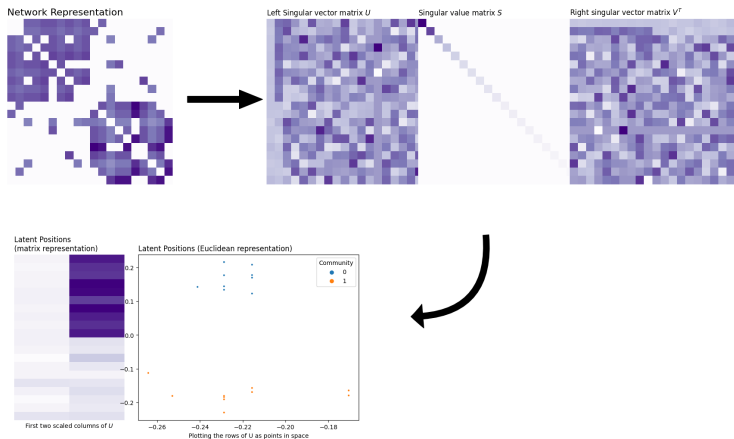 Network Representation
Left Singular vector matrix U
Singular value matrix S
Right singular vector matrix V^T
Latent Positions
(matrix representation)
First two scaled columns of U
Latent Positions (Euclidean representation)
Community
0
1
0.2
0.1
0.0
−0.1
−0.2
−0.26
−0.24
−0.22
−0.20
−0.18
Plotting the rows of U as points in space